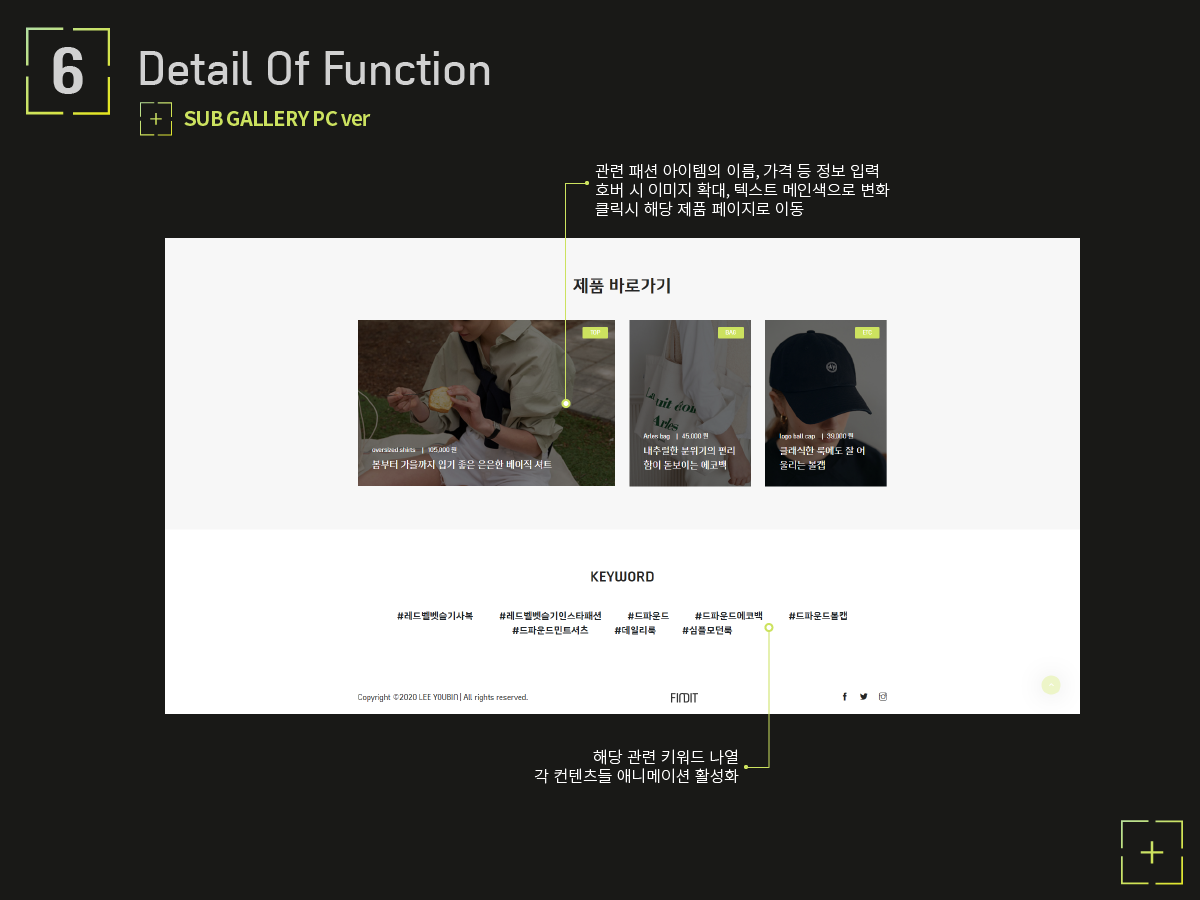 6
Detail Of Function
SUB GALLERY PC ver
관련 패션 아이템의 이름, 가격 등 정보 입력
호버 시 이미지 확대, 텍스트 메인색으로 변화
클릭시 해당 제품 페이지로 이동
제품 바로가기
TOP
BAG
ETC
oversized shirts | 105,000 원
봄부터 가을까지 입기 좋은 은은한 베이직 셔트
Arles bag | 45,000 원
내추럴한 분위기의 편리
함이 돋보이는 에코백
logo ball cap | 39,000 원
클래식한 룩에도 잘 어
울리는 볼캡
KEYWORD
#레드벨벳슬기사복 #레드벨벳슬기인스타패션 #드파운드 #드파운드에코백 #드파운드볼캡
#드파운드민트셔츠 #데일리룩 #심플모던룩
Copyright ©2020 LEE YOUBIN | All rights reserved.
FINDIT
해당 관련 키워드 나열
각 컨텐츠들 애니메이션 활성화